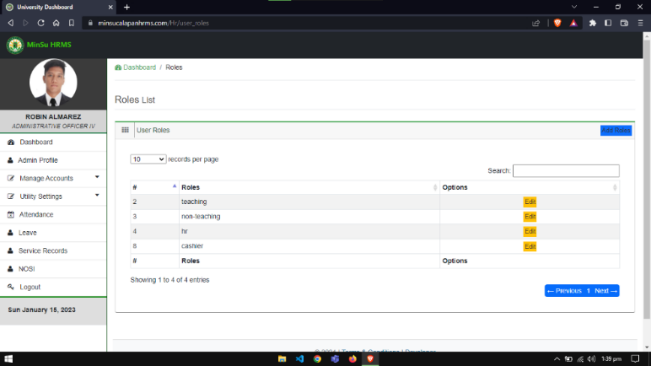 University Dashboard
minsucalapanhrms.com/Hr/user_roles
MinSu HRMS
Dashboard / Roles
ROBIN ALMAREZ
ADMINISTRATIVE OFFICER IV
Dashboard
Admin Profile
Manage Accounts
Utility Settings
Attendance
Leave
Service Records
NOSI
Logout
Sun January 15, 2023
Roles List
User Roles
Add Roles
10 records per page
Search:
# Roles Options
2 teaching Edit
3 non-teaching Edit
4 hr Edit
6 cashier Edit
# Roles Options
Showing 1 to 4 of 4 entries
← Previous 1 Next →
Terms & Conditions | Developers
1:39 pm